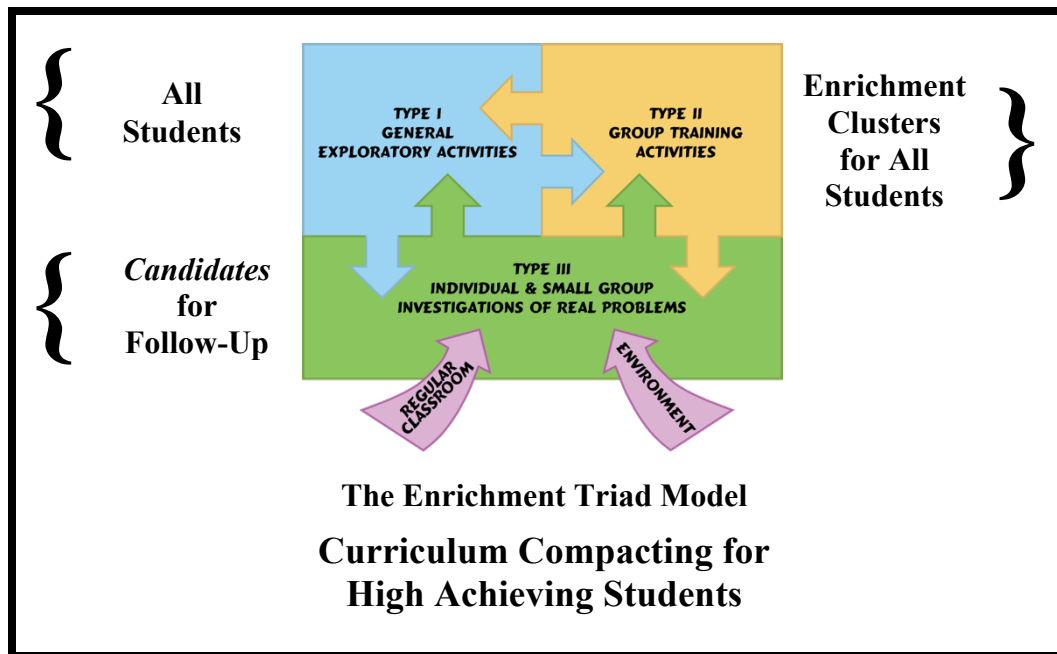 All
Students
TYPE I
GENERAL
EXPLORATORY ACTIVITIES
TYPE II
GROUP TRAINING
ACTIVITIES
Enrichment
Clusters
for All
Students
Candidates
for
Follow-Up
TYPE III
INDIVIDUAL & SMALL GROUP
INVESTIGATIONS OF REAL PROBLEMS
REGULAR
CLASSROOM
ENVIRONMENT
The Enrichment Triad Model
Curriculum Compacting for
High Achieving Students